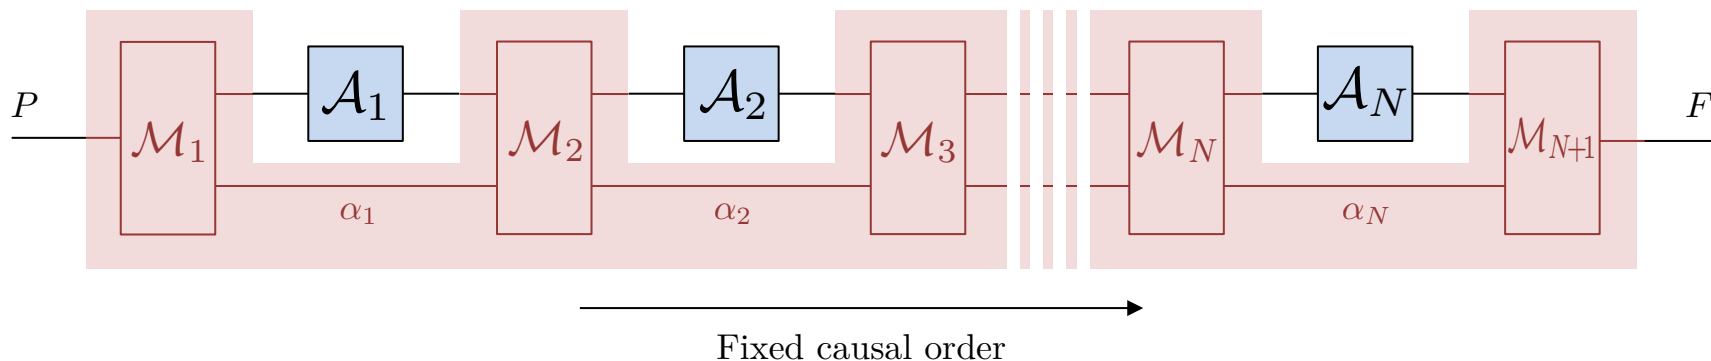 P
𝒜₁
𝒜₂
𝒜_N
F
ℳ₁
ℳ₂
ℳ₃
ℳ_N
ℳ_{N+1}
α₁
α₂
α_N
Fixed causal order